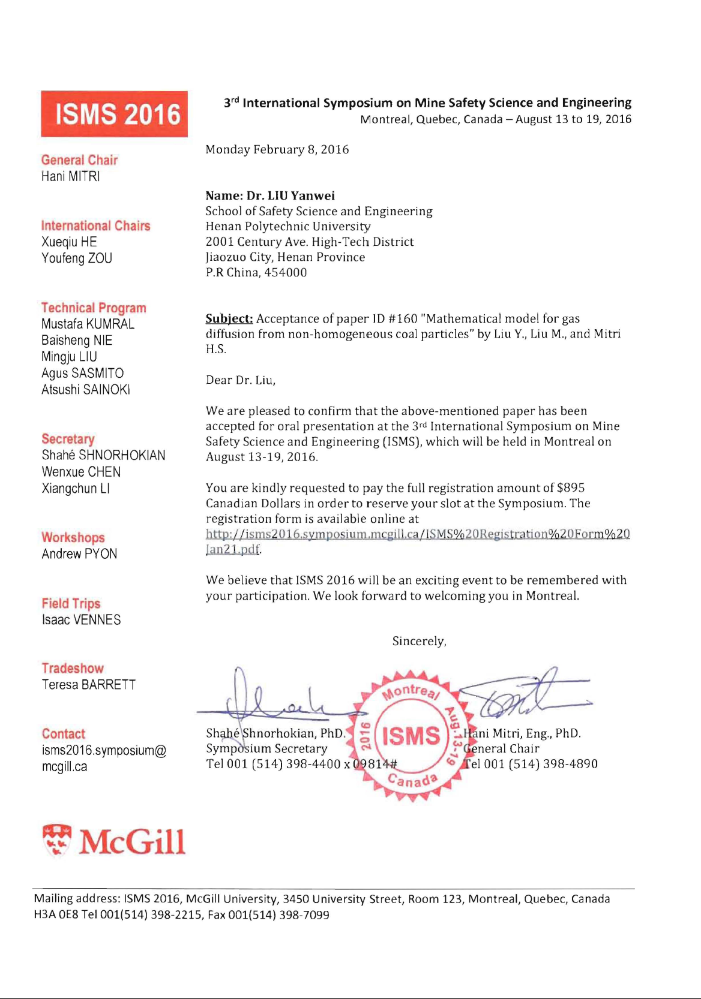 ISMS 2016
3rd International Symposium on Mine Safety Science and Engineering
Montreal, Quebec, Canada – August 13 to 19, 2016
General Chair
Hani MITRI
International Chairs
Xueqiu HE
Youfeng ZOU
Technical Program
Mustafa KUMRAL
Baisheng NIE
Mingju LIU
Agus SASMITO
Atsushi SAINOKI
Secretary
Shahé SHNORHOKIAN
Wenxue CHEN
Xiangchun LI
Workshops
Andrew PYON
Field Trips
Isaac VENNES
Tradeshow
Teresa BARRETT
Contact
isms2016.symposium@
mcgill.ca
McGill
Monday February 8, 2016
Name: Dr. LIU Yanwei
School of Safety Science and Engineering
Henan Polytechnic University
2001 Century Ave. High-Tech District
Jiaozuo City, Henan Province
P.R China, 454000
Subject: Acceptance of paper ID #160 "Mathematical model for gas
diffusion from non-homogeneous coal particles" by Liu Y., Liu M., and Mitri
H.S.
Dear Dr. Liu,
We are pleased to confirm that the above-mentioned paper has been
accepted for oral presentation at the 3rd International Symposium on Mine
Safety Science and Engineering (ISMS), which will be held in Montreal on
August 13-19, 2016.
You are kindly requested to pay the full registration amount of $895
Canadian Dollars in order to reserve your slot at the Symposium. The
registration form is available online at
http://isms2016.symposium.mcgill.ca/ISMS%20Registration%20Form%20
Jan21.pdf.
We believe that ISMS 2016 will be an exciting event to be remembered with
your participation. We look forward to welcoming you in Montreal.
Sincerely,
Shahé Shnorhokian, PhD.
Symposium Secretary
Tel 001 (514) 398-4400 x 09814#
Montreal
Aug.13-19
2016
ISMS
Canada
Hani Mitri, Eng., PhD.
General Chair
Tel 001 (514) 398-4890
Mailing address: ISMS 2016, McGill University, 3450 University Street, Room 123, Montreal, Quebec, Canada
H3A 0E8 Tel 001(514) 398-2215, Fax 001(514) 398-7099